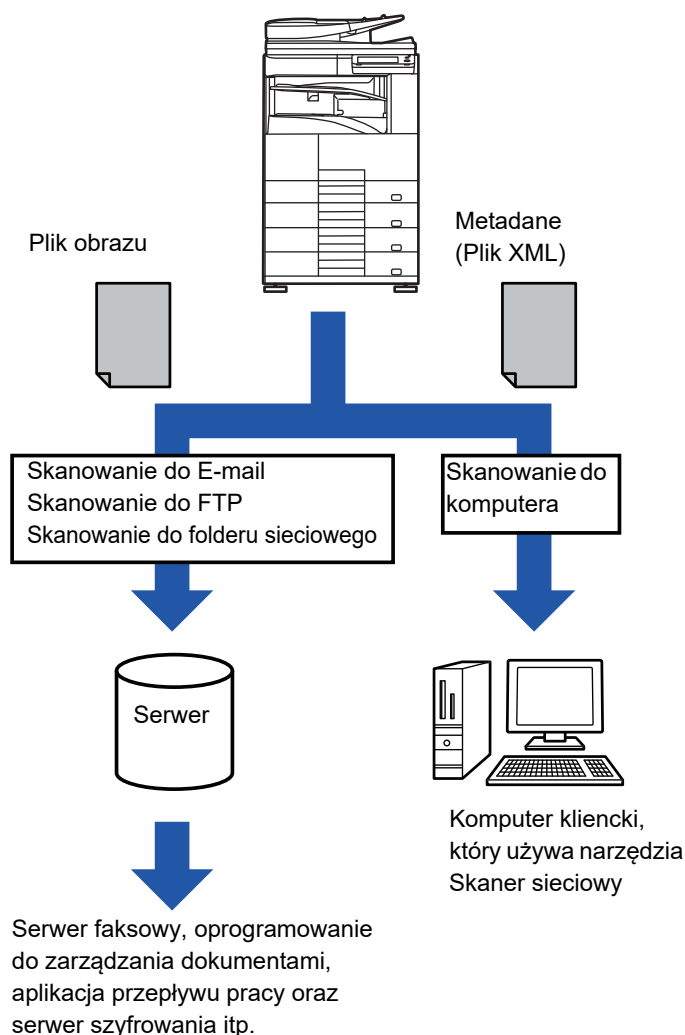 Plik obrazu
Metadane
(Plik XML)
Skanowanie do E-mail
Skanowanie do FTP
Skanowanie do folderu sieciowego
Skanowanie do
komputera
Serwer
Komputer kliencki,
który używa narzędzia
Skaner sieciowy
Serwer faksowy, oprogramowanie
do zarządzania dokumentami,
aplikacja przepływu pracy oraz
serwer szyfrowania itp.